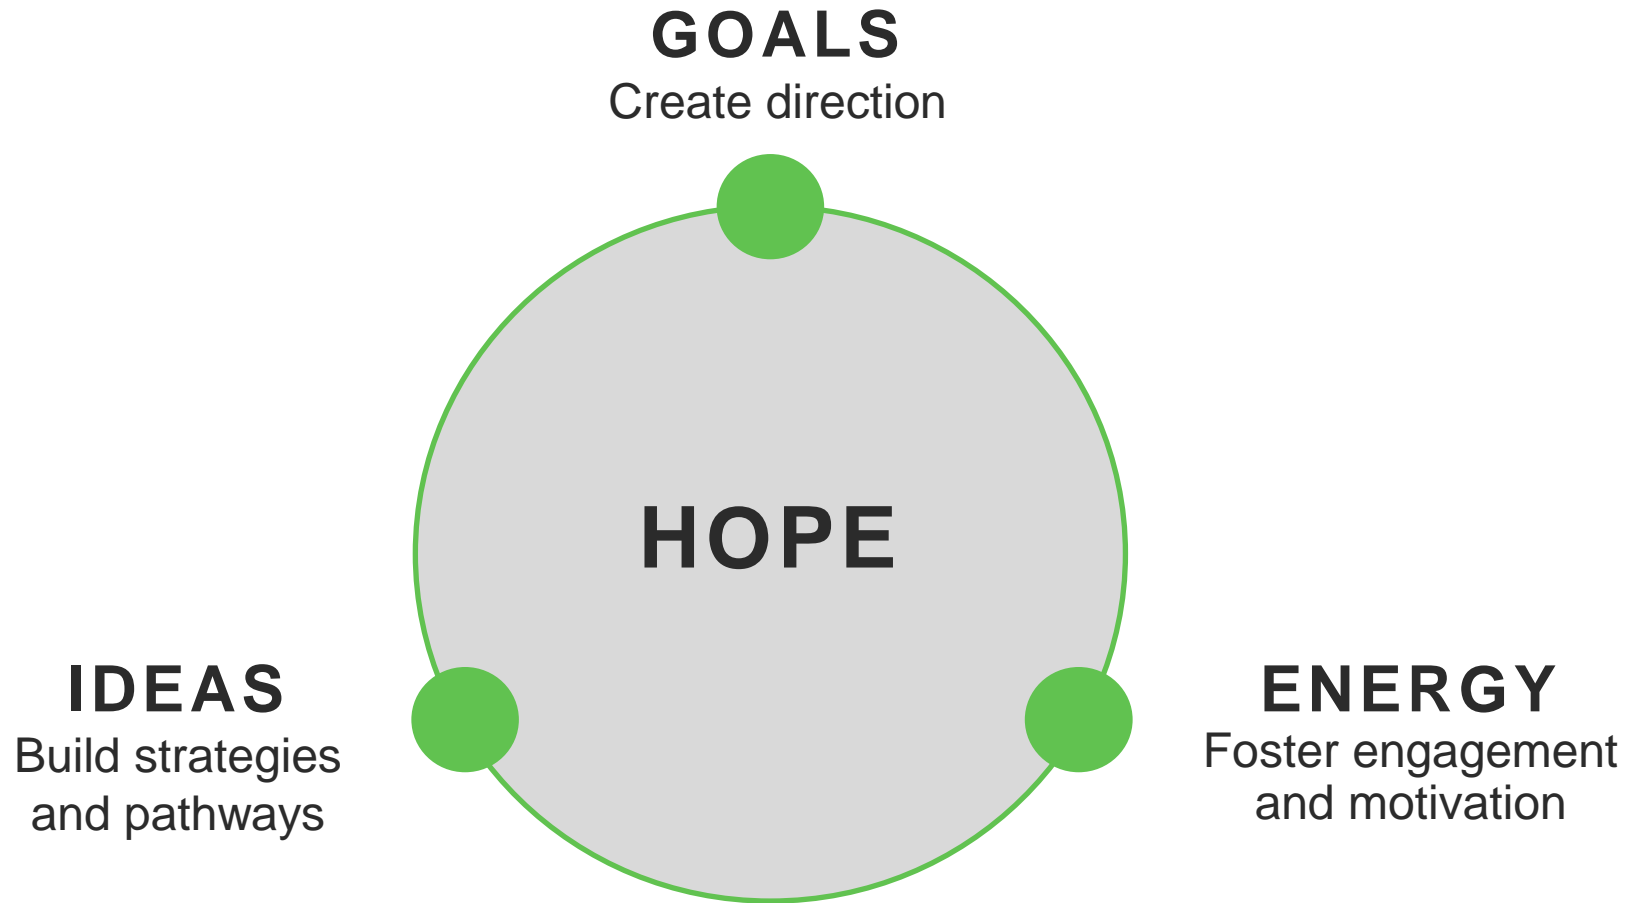 GOALS
Create direction
HOPE
IDEAS
Build strategies
and pathways
ENERGY
Foster engagement
and motivation